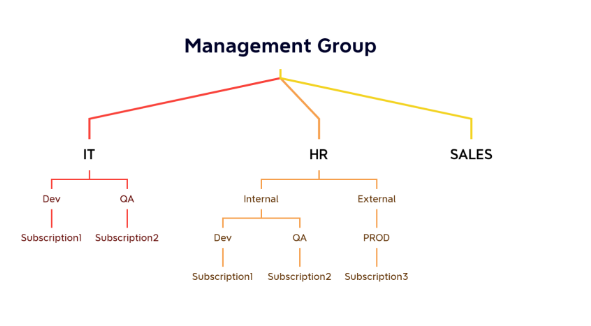 Management Group
IT HR SALES
Dev QA Internal External
Subscription1 Subscription2 Dev QA PROD
Subscription1 Subscription2 Subscription3